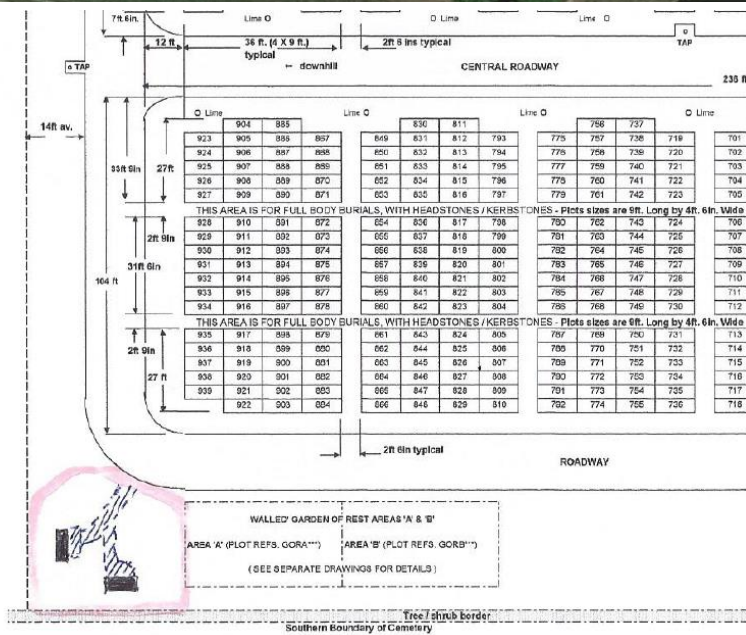 7ft.6in.
Lime O
O Lime
Lime O
12 ft.
36 ft. (4 X 9 ft.)
typical
2ft 6 ins typical
o
TAP
← downhill
CENTRAL ROADWAY
o TAP
236 ft
O Lime
Lime O
Lime O
O Lime
14ft av.
904 885 830 811 756 737
923 905 886 867 849 831 812 793 775 757 738 719 701
924 906 887 868 850 832 813 794 776 758 739 720 702
925 907 888 869 851 833 814 795 777 759 740 721 703
926 908 889 870 852 834 815 796 778 760 741 722 704
927 909 890 871 853 835 816 797 779 761 742 723 705
33ft 9in
27ft
THIS AREA IS FOR FULL BODY BURIALS, WITH HEADSTONES / KERBSTONES - Plots sizes are 9ft. Long by 4ft. 6in. Wide
928 910 891 872 854 836 817 798 780 762 743 724 706
929 911 892 873 855 837 818 799 781 763 744 725 707
930 912 893 874 856 838 819 800 782 764 745 726 708
931 913 894 875 857 839 820 801 783 765 746 727 709
932 914 895 876 858 840 821 802 784 766 747 728 710
933 915 896 877 859 841 822 803 785 767 748 729 711
934 916 897 878 860 842 823 804 786 768 749 730 712
2ft 9in
31ft 6in
104 ft
THIS AREA IS FOR FULL BODY BURIALS, WITH HEADSTONES / KERBSTONES - Plots sizes are 9ft. Long by 4ft. 6in. Wide
935 917 898 879 861 843 824 805 787 769 750 731 713
936 918 899 880 862 844 825 806 788 770 751 732 714
937 919 900 881 863 845 826 807 789 771 752 733 715
938 920 901 882 864 846 827 808 790 772 753 734 716
939 921 902 883 865 847 828 809 791 773 754 735 717
922 903 884 866 848 829 810 792 774 755 736 718
2ft 9in
27 ft
2ft 6in typical
ROADWAY
WALLED' GARDEN OF REST AREAS 'A' & 'B'
AREA 'A' (PLOT REFS. GORA***)
AREA 'B' (PLOT REFS. GORB***)
( SEE SEPARATE DRAWINGS FOR DETAILS )
Tree / shrub border
Southern Boundary of Cemetery